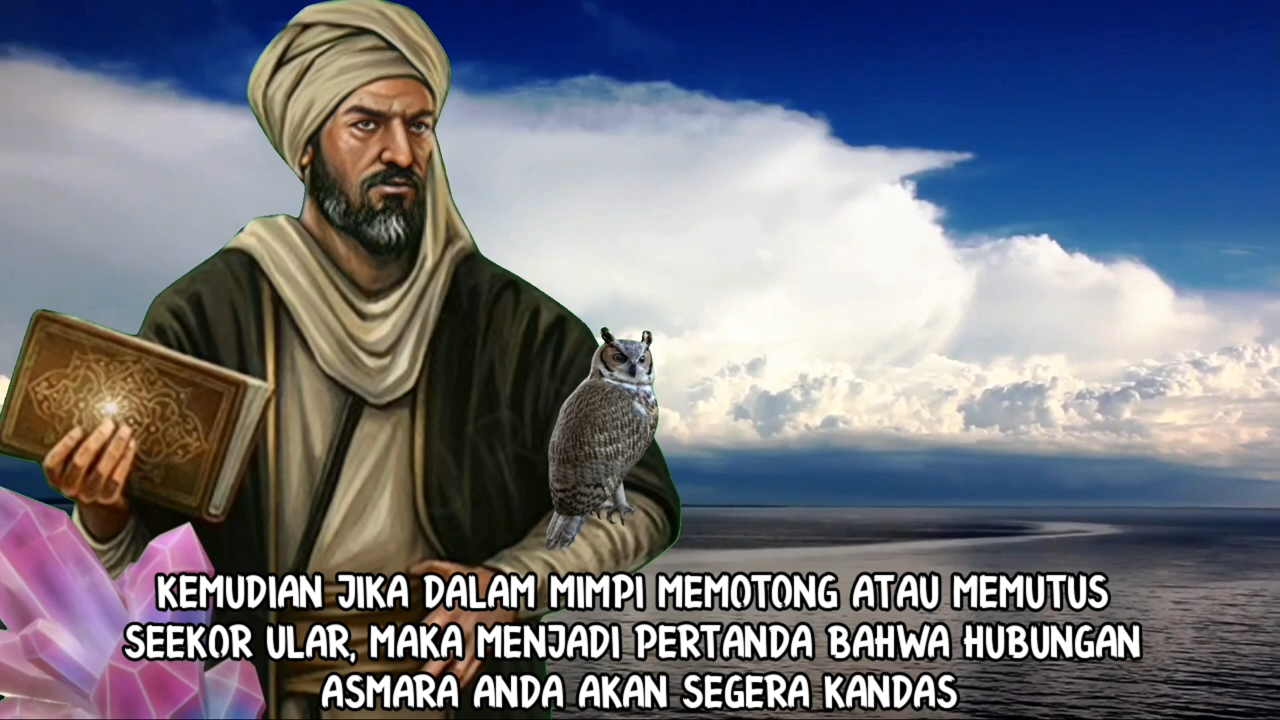 KEMUDIAN JIKA DALAM MIMPI MEMOTONG ATAU MEMUTUS
SEEKOR ULAR, MAKA MENJADI PERTANDA BAHWA HUBUNGAN
ASMARA ANDA AKAN SEGERA KANDAS